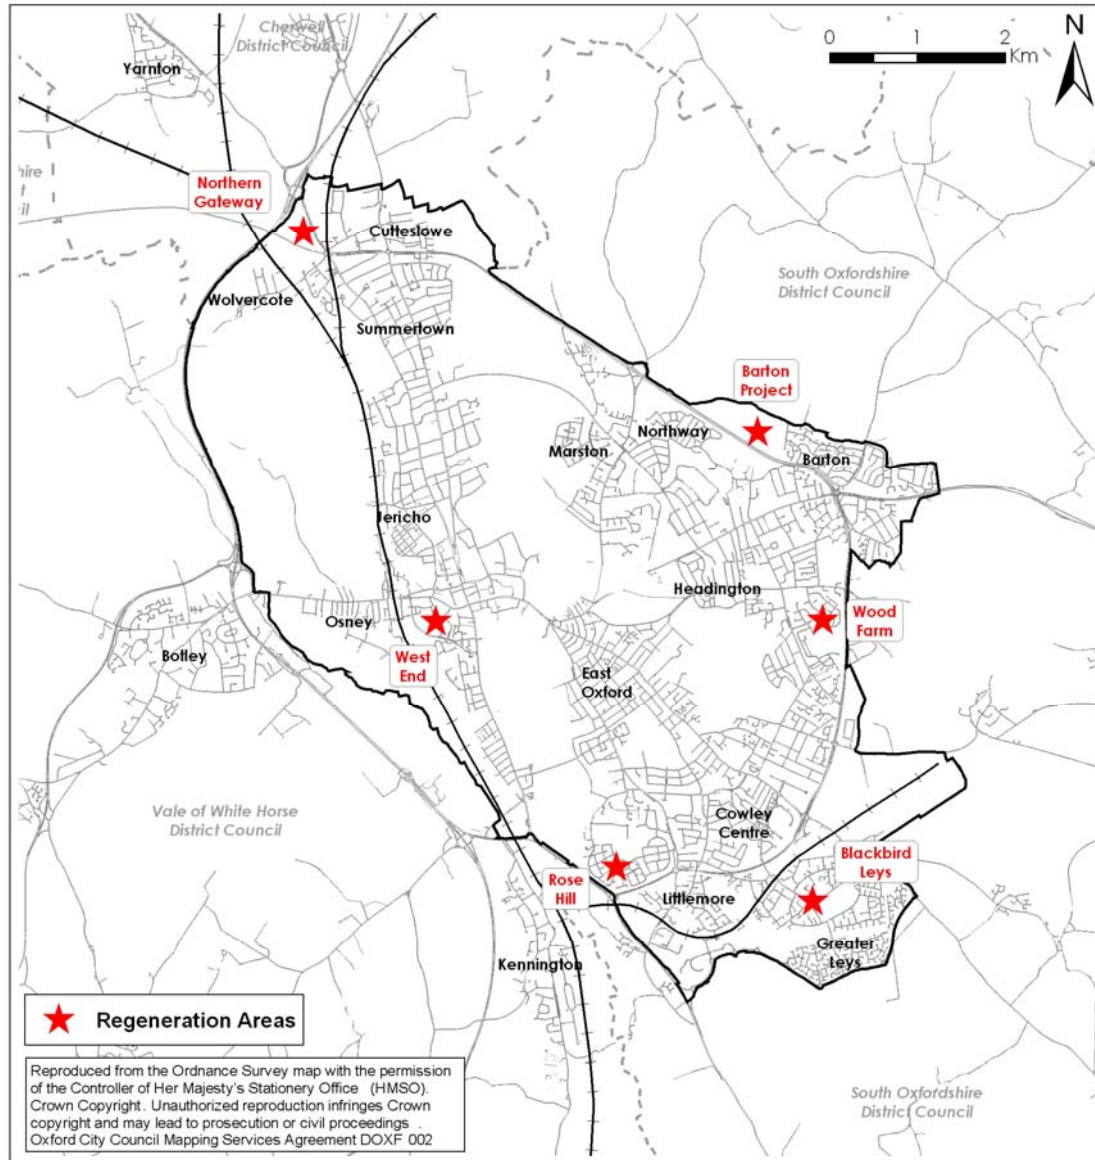 Cherwell
District Council
Yarnton
N
0 1 2
Km
hire
t
il
Northern
Gateway
Cutteslowe
South Oxfordshire
District Council
Wolvercote
Summertown
Barton
Project
Northway
Marston
Barton
Jericho
Headington
Osney
Wood
Farm
Botley
West
End
East
Oxford
Vale of White Horse
District Council
Cowley
Centre
Blackbird
Leys
Rose
Hill
Littlemore
Greater
Leys
Kennington
Regeneration Areas
Reproduced from the Ordnance Survey map with the permission
of the Controller of Her Majesty's Stationery Office (HMSO).
Crown Copyright. Unauthorized reproduction infringes Crown
copyright and may lead to prosecution or civil proceedings .
Oxford City Council Mapping Services Agreement DOXF 002
South Oxfordshire
District Council